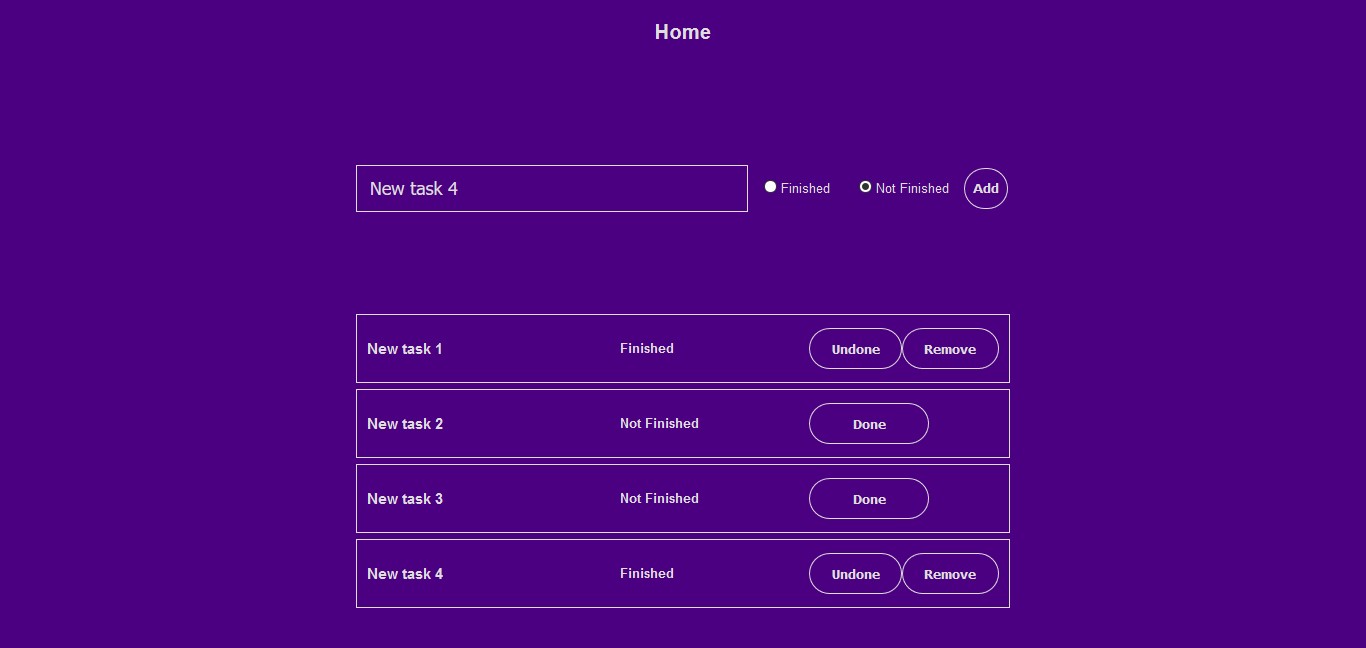 Home
New task 4 Finished Not Finished Add
New task 1 Finished Undone Remove
New task 2 Not Finished Done
New task 3 Not Finished Done
New task 4 Finished Undone Remove